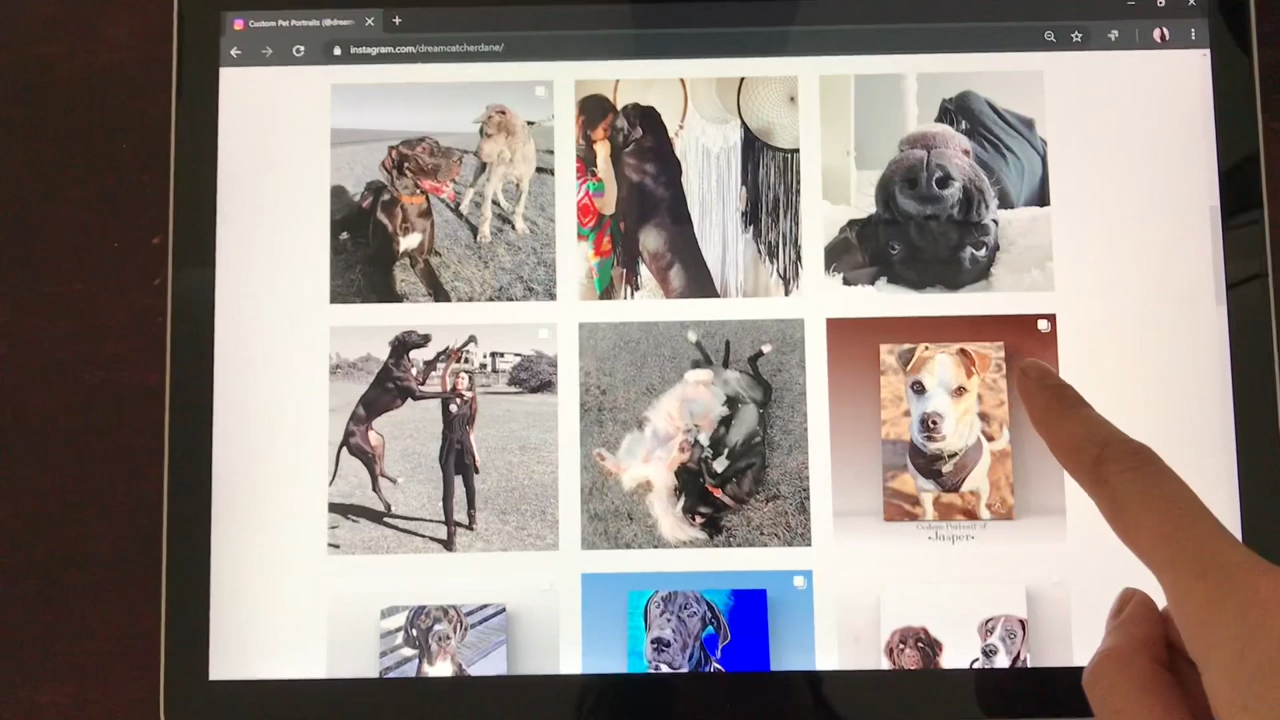 Custom Pet Portraits (@dream
instagram.com/dreamcatcherdane/
Custom Portrait of
•Jasper•